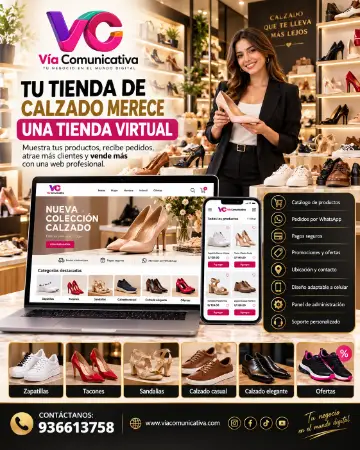 VC
Vía Comunicativa
TU NEGOCIO EN EL MUNDO DIGITAL
CALZADO
QUE TE LLEVA
MÁS LEJOS
TU TIENDA DE
CALZADO MERECE
UNA TIENDA VIRTUAL
Muestra tus productos, recibe pedidos,
atrae más clientes y vende más
con una web profesional.
VC
NUEVA
COLECCIÓN
CALZADO
Categorías destacadas
VC
Catálogo de productos
Pedidos por WhatsApp
Pagos seguros
Promociones y ofertas
Ubicación y contacto
Diseño adaptable a celular
Panel de administración
Soporte personalizado
%
Zapatillas
Tacones
Sandalias
Calzado casual
Calzado elegante
Ofertas
CONTÁCTANOS:
936613758
www.viacomunicativa.com
Tu negocio
en el mundo digital!